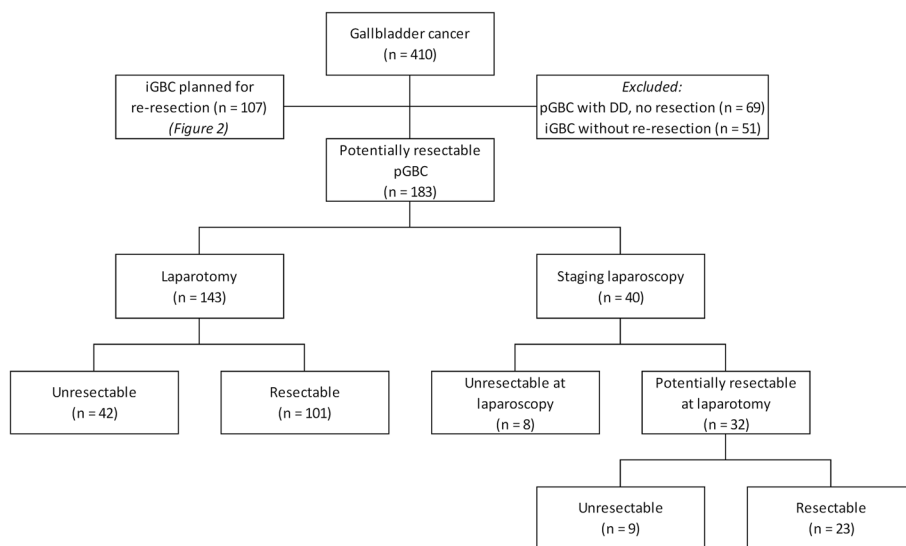 Gallbladder cancer
(n = 410)
iGBC planned for
re-resection (n = 107)
(Figure 2)
Excluded:
pGBC with DD, no resection (n = 69)
iGBC without re-resection (n = 51)
Potentially resectable
pGBC
(n = 183)
Laparotomy
(n = 143)
Staging laparoscopy
(n = 40)
Unresectable
(n = 42)
Resectable
(n = 101)
Unresectable at
laparoscopy
(n = 8)
Potentially resectable
at laparotomy
(n = 32)
Unresectable
(n = 9)
Resectable
(n = 23)